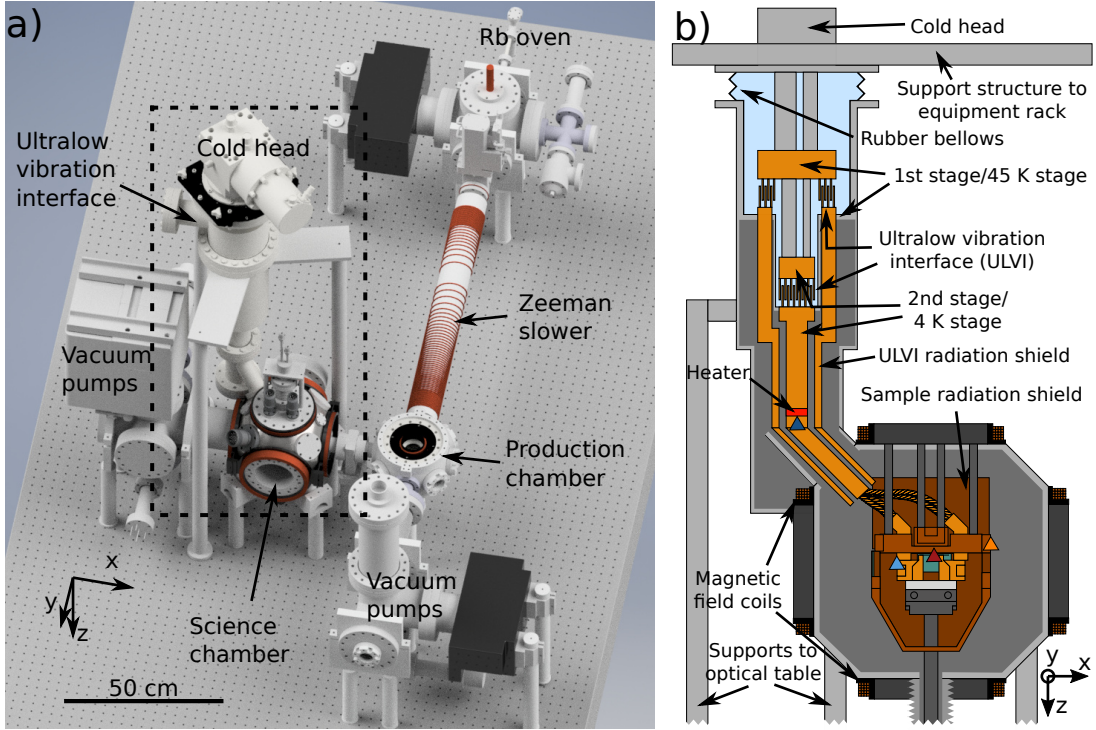 a)
Rb oven
Ultralow
vibration
interface
Cold head
Zeeman
slower
Vacuum
pumps
Production
chamber
x
y
z
Vacuum
pumps
Science
chamber
50 cm
b)
Cold head
Support structure to
equipment rack
Rubber bellows
1st stage/45 K stage
Ultralow vibration
interface (ULVI)
2nd stage/
4 K stage
ULVI radiation shield
Heater
Sample radiation shield
Magnetic
field coils
Supports to
optical table
y
x
z